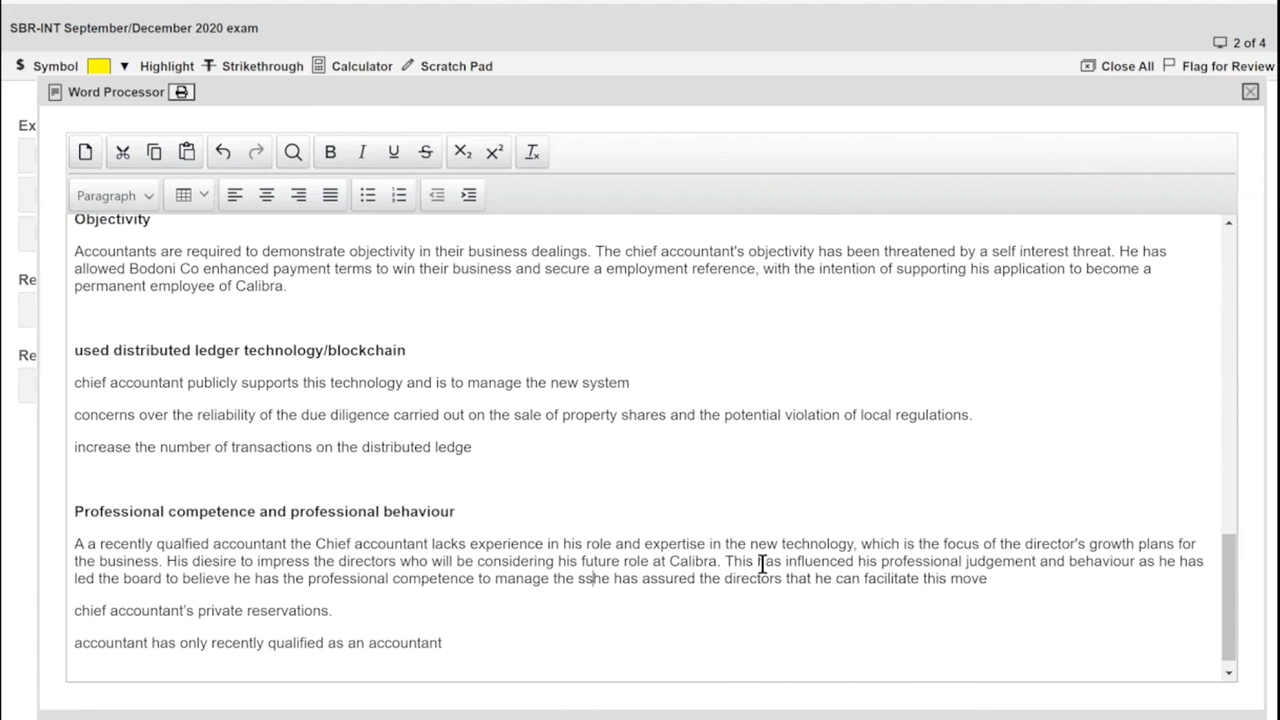 SBR-INT September/December 2020 exam
2 of 4
$ Symbol Highlight Strikethrough Calculator Scratch Pad Close All Flag for Review
Word Processor
Ex
Paragraph
Objectivity
Accountants are required to demonstrate objectivity in their business dealings. The chief accountant's objectivity has been threatened by a self interest threat. He has
allowed Bodoni Co enhanced payment terms to win their business and secure a employment reference, with the intention of supporting his application to become a
permanent employee of Calibra.
Re
used distributed ledger technology/blockchain
Re
chief accountant publicly supports this technology and is to manage the new system
concerns over the reliability of the due diligence carried out on the sale of property shares and the potential violation of local regulations.
increase the number of transactions on the distributed ledge
Professional competence and professional behaviour
A a recently qualfied accountant the Chief accountant lacks experience in his role and expertise in the new technology, which is the focus of the director's growth plans for
the business. His diesire to impress the directors who will be considering his future role at Calibra. This has influenced his professional judgement and behaviour as he has
led the board to believe he has the professional competence to manage the sshe has assured the directors that he can facilitate this move
chief accountant's private reservations.
accountant has only recently qualified as an accountant